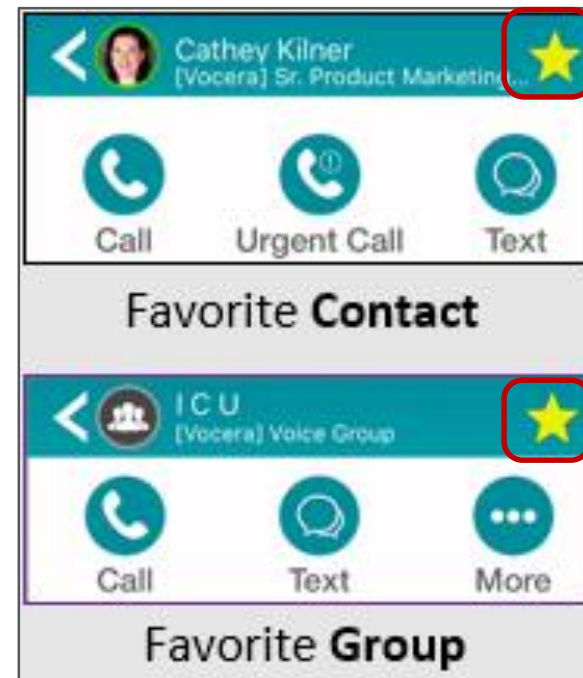 Cathey Kilner
[Vocera] Sr. Product Marketing...
Call Urgent Call Text
Favorite Contact
I C U
[Vocera] Voice Group
Call Text More
Favorite Group